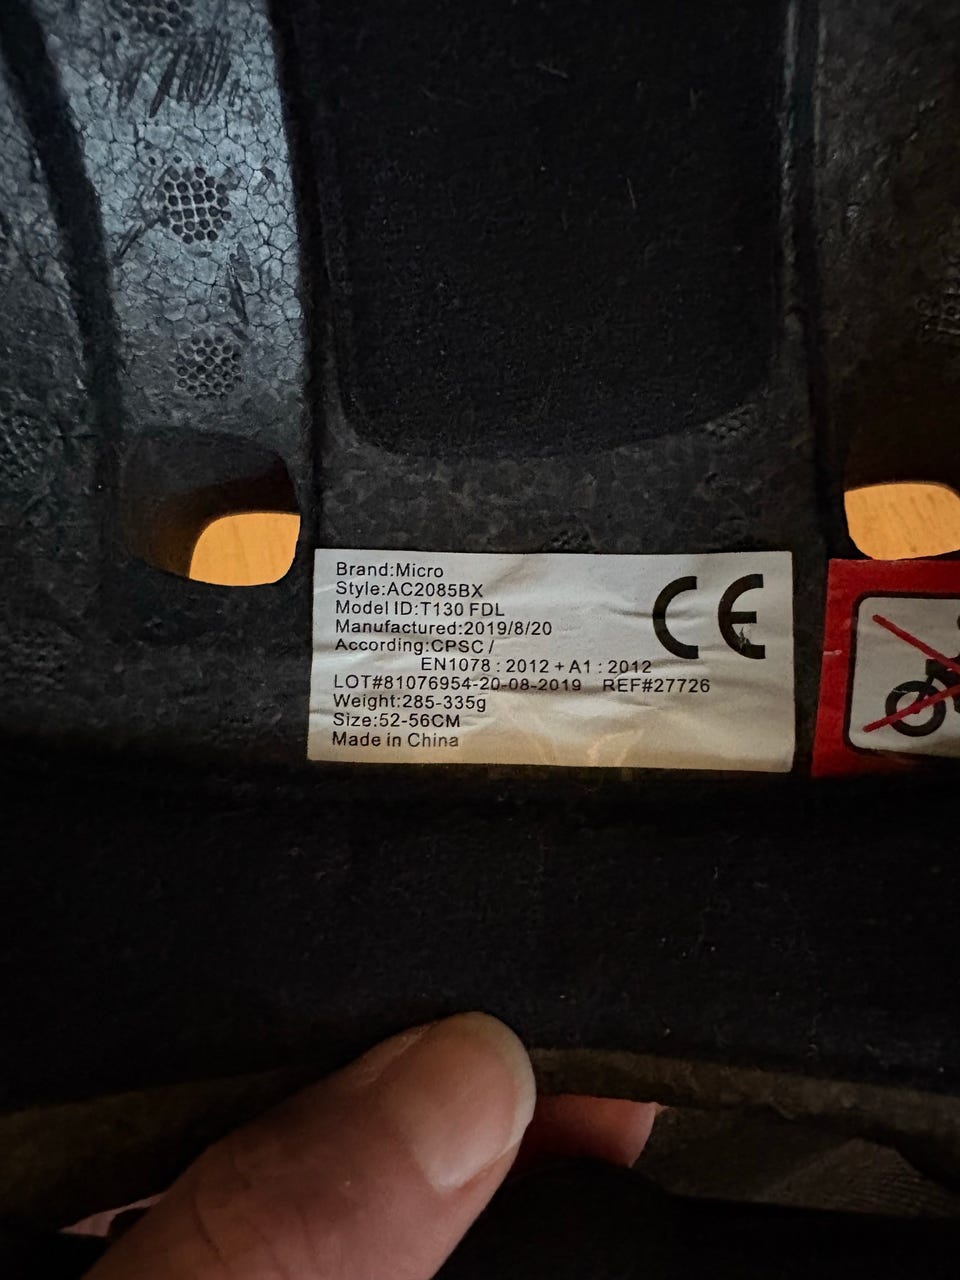 Brand:Micro
Style:AC2085BX
Model ID:T130 FDL
Manufactured:2019/8/20
According:CPSC /
EN1078 : 2012 + A1 : 2012
LOT#81076954-20-08-2019 REF#27726
Weight:285-335g
Size:52-56CM
Made in China
CE